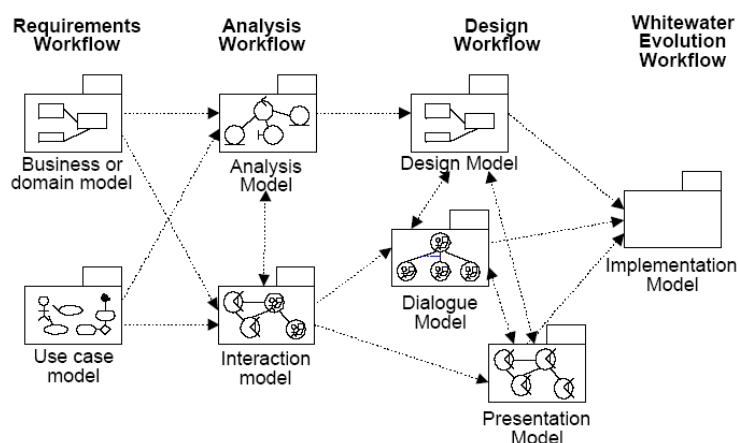 Requirements
Workflow
Analysis
Workflow
Design
Workflow
Whitewater
Evolution
Workflow
Business or
domain model
Analysis
Model
Design Model
Implementation Model
Use case
model
Interaction
model
Dialogue
Model
Presentation
Model